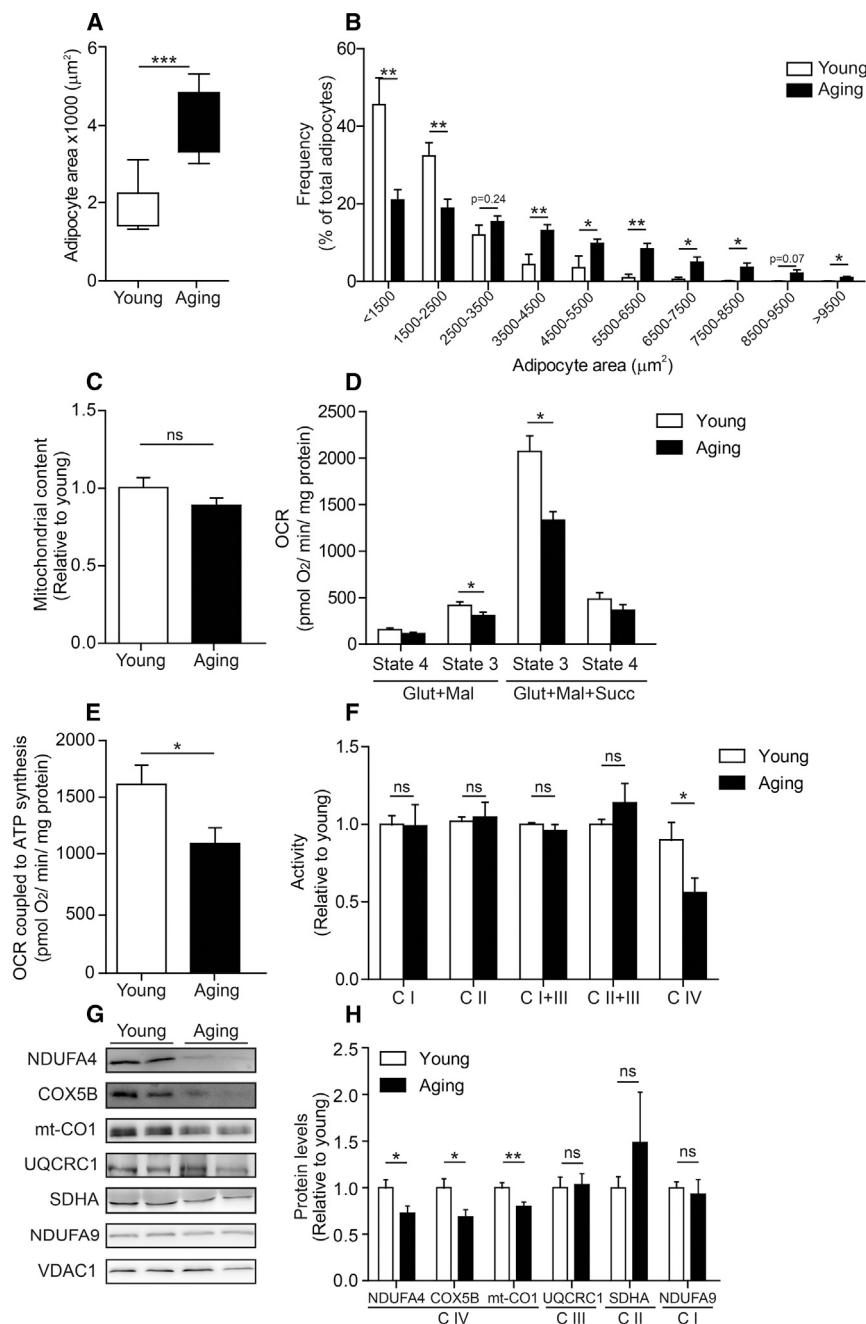 A
Adipocyte area x1000 (μm²)
6
4
2
0
***
Young
Aging
B
Frequency
(% of total adipocytes)
60
40
20
0
**
**
p=0.24
**
*
**
*
*
p=0.07
*
Young
Aging
<1500
1500-2500
2500-3500
3500-4500
4500-5500
5500-6500
6500-7500
7500-8500
8500-9500
>9500
Adipocyte area (μm²)
C
Mitochondrial content
(Relative to young)
1.5
1.0
0.5
0.0
ns
Young
Aging
D
OCR
(pmol O2/ min/ mg protein)
2500
2000
1500
1000
500
0
*
*
Young
Aging
State 4
State 3
State 3
State 4
Glut+Mal
Glut+Mal+Succ
E
OCR coupled to ATP synthesis
(pmol O2/ min/ mg protein)
2000
1500
1000
500
0
*
Young
Aging
F
Activity
(Relative to young)
1.5
1.0
0.5
0.0
ns
ns
ns
ns
*
Young
Aging
C I
C II
C I+III
C II+III
C IV
G
Young
Aging
NDUFA4
COX5B
mt-CO1
UQCRC1
SDHA
NDUFA9
VDAC1
H
Protein levels
(Relative to young)
2.5
2.0
1.5
1.0
0.5
0.0
Young
Aging
*
*
**
ns
ns
ns
NDUFA4
COX5B
mt-CO1
UQCRC1
SDHA
NDUFA9
C IV
C III
C II
C I